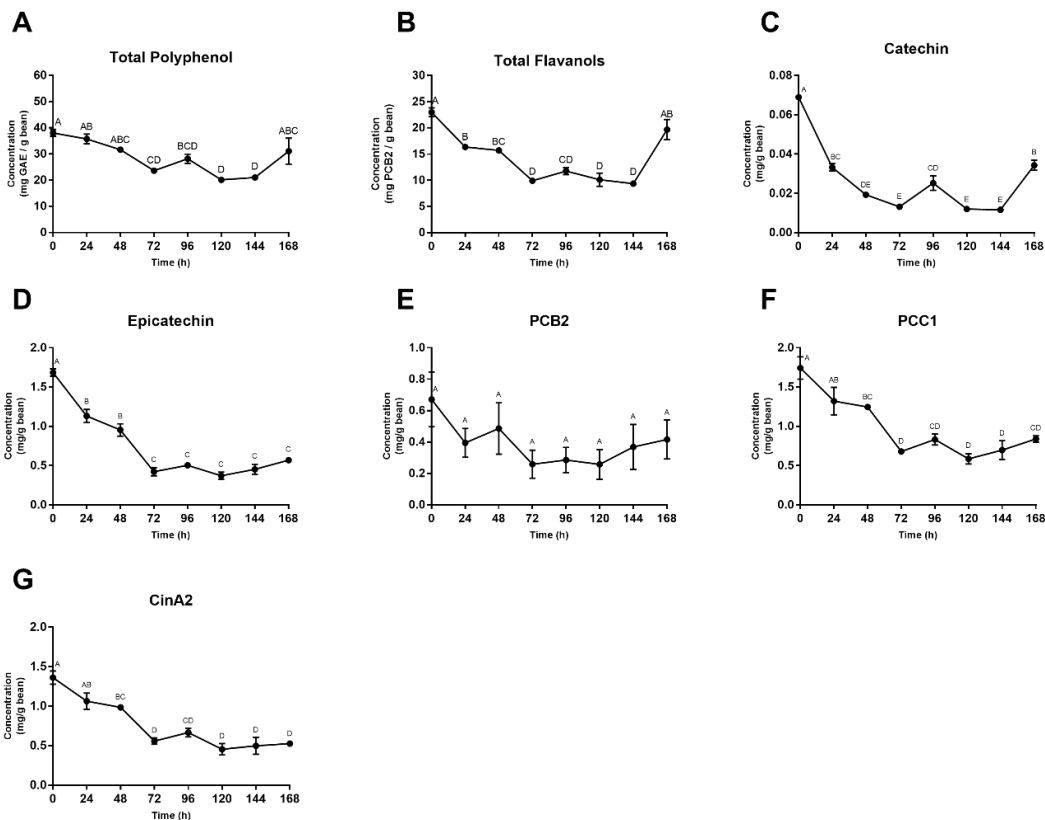 A
Total Polyphenol
Concentration
(mg GAE / g bean)
60
50
40
30
20
10
0
A
AB
ABC
CD
BCD
D
D
ABC
0 24 48 72 96 120 144 168
Time (h)
B
Total Flavanols
Concentration
(mg PCB2 / g bean)
30
25
20
15
10
5
0
A
B
BC
D
CD
D
D
AB
0 24 48 72 96 120 144 168
Time (h)
C
Catechin
Concentration
(mg/g bean)
0.08
0.06
0.04
0.02
0.00
A
BC
DE
E
CD
E
E
B
0 24 48 72 96 120 144 168
Time (h)
D
Epicatechin
Concentration
(mg/g bean)
2.0
1.5
1.0
0.5
0.0
A
B
B
C
C
C
C
C
0 24 48 72 96 120 144 168
Time (h)
E
PCB2
Concentration
(mg/g bean)
1.0
0.8
0.6
0.4
0.2
0.0
A
A
A
A
A
A
A
A
0 24 48 72 96 120 144 168
Time (h)
F
PCC1
Concentration
(mg/g bean)
2.0
1.5
1.0
0.5
0.0
A
AB
BC
D
CD
D
D
CD
0 24 48 72 96 120 144 168
Time (h)
G
CinA2
Concentration
(mg/g bean)
2.0
1.5
1.0
0.5
0.0
A
AB
BC
D
CD
D
D
D
0 24 48 72 96 120 144 168
Time (h)